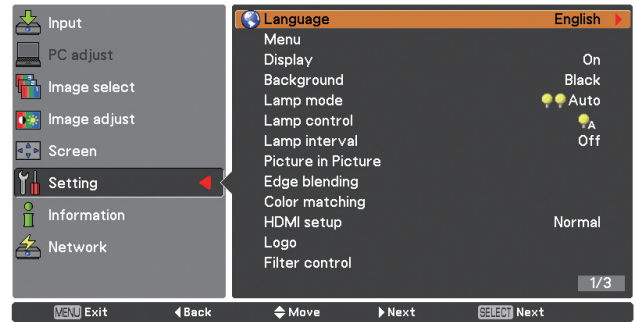 Input
PC adjust
Image select
Image adjust
Screen
Setting
Information
Network
Language English
Menu
Display On
Background Black
Lamp mode Auto
Lamp control A
Lamp interval Off
Picture in Picture
Edge blending
Color matching
HDMI setup Normal
Logo
Filter control
1/3
MENU Exit Back Move Next SELECT Next